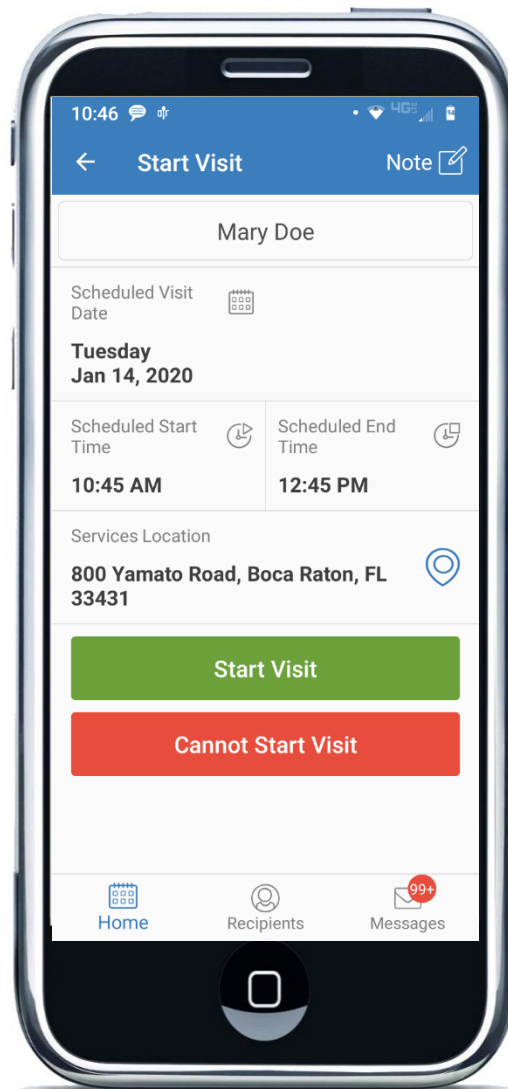 10:46
4GE
Start Visit
Note
Mary Doe
Scheduled Visit
Date
Tuesday
Jan 14, 2020
Scheduled Start
Time
10:45 AM
Scheduled End
Time
12:45 PM
Services Location
800 Yamato Road, Boca Raton, FL
33431
Start Visit
Cannot Start Visit
Home
Recipients
99+
Messages